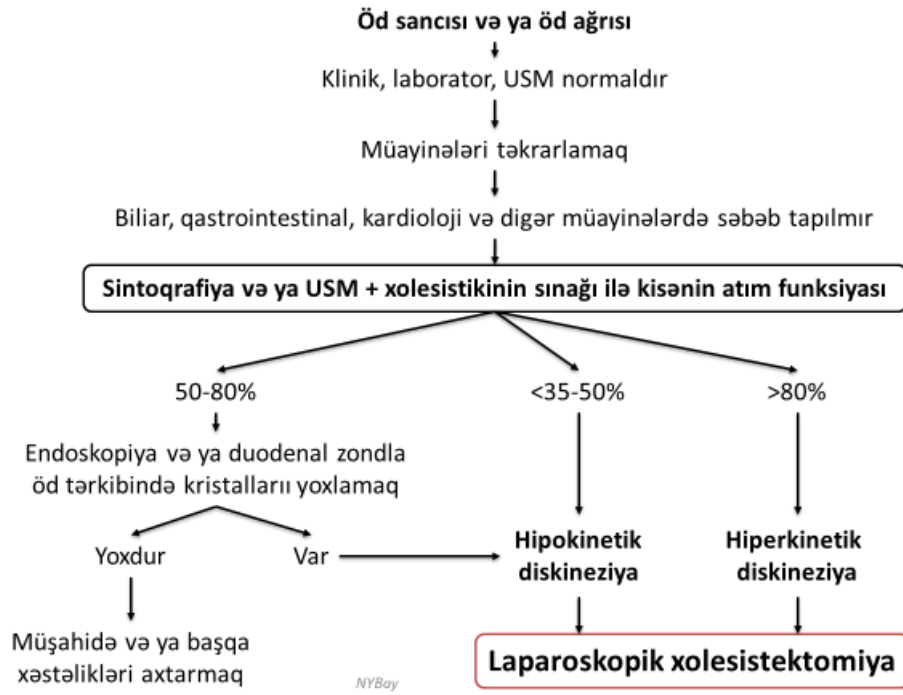 Öd sancısı və ya öd ağrısı
Klinik, laborator, USM normaldır
Müayinələri təkrarlamaq
Biliar, qastrointestinal, kardioloji və digər müayinələrdə səbəb tapılmır
Sintoqrafiya və ya USM + xolesistikinin sınağı ilə kisənin atım funksiyası
50-80%
<35-50%
>80%
Endoskopiya və ya duodenal zondla
öd tərkibində kristallarıı yoxlamaq
Yoxdur
Var
Hipokinetik
diskineziya
Hiperkinetik
diskineziya
Müşahidə və ya başqa
xəstəlikləri axtarmaq
Laparoskopik xolesistektomiya
NYBay